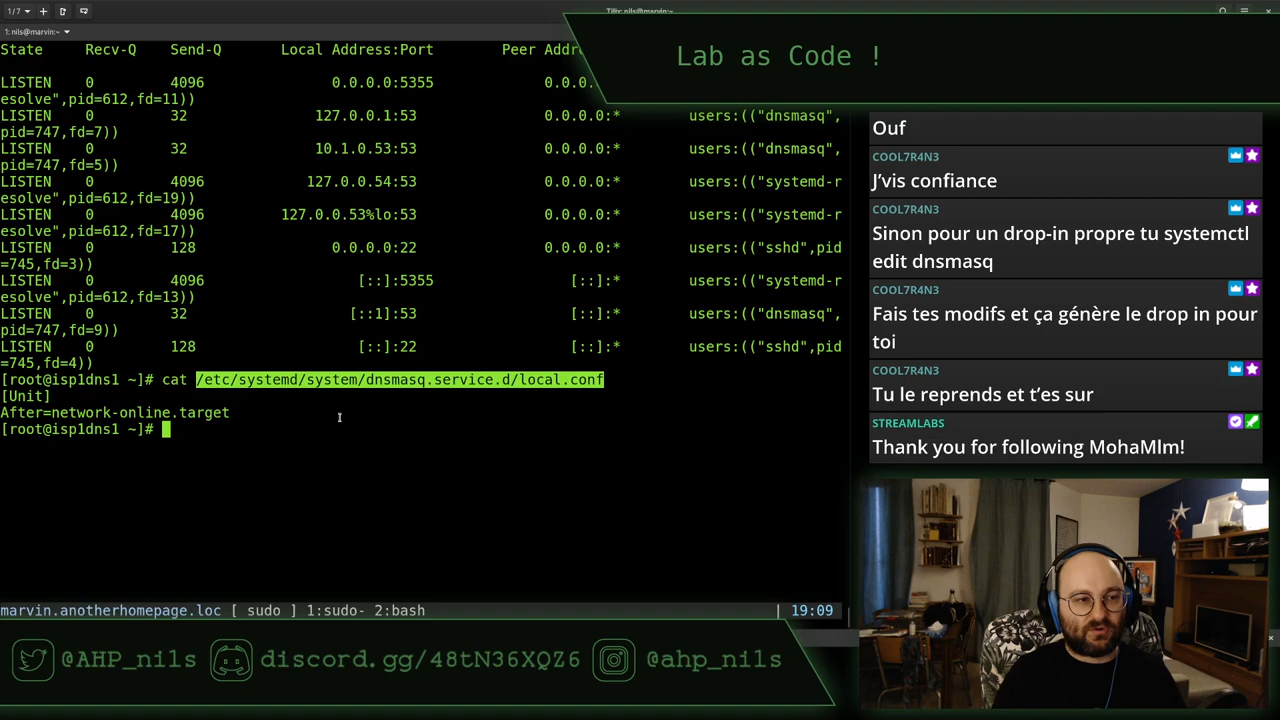 1/7
Tilix: nils@marvin:~
1: nils@marvin:~
Lab as Code !
State Recv-Q Send-Q Local Address:Port Peer Addr
LISTEN 0 4096 0.0.0.0:5355 0.0.0.
esolve",pid=612,fd=11))
LISTEN 0 32 127.0.0.1:53 0.0.0.0:* users:(("dnsmasq",
pid=747,fd=7))
LISTEN 0 32 10.1.0.53:53 0.0.0.0:* users:(("dnsmasq",
pid=747,fd=5))
LISTEN 0 4096 127.0.0.54:53 0.0.0.0:* users:(("systemd-r
esolve",pid=612,fd=19))
LISTEN 0 4096 127.0.0.53%lo:53 0.0.0.0:* users:(("systemd-r
esolve",pid=612,fd=17))
LISTEN 0 128 0.0.0.0:22 0.0.0.0:* users:(("sshd",pid
=745,fd=3))
LISTEN 0 4096 [::]:5355 [::]:* users:(("systemd-r
esolve",pid=612,fd=13))
LISTEN 0 32 [::1]:53 [::]:* users:(("dnsmasq",
pid=747,fd=9))
LISTEN 0 128 [::]:22 [::]:* users:(("sshd",pid
=745,fd=4))
[root@isp1dns1 ~]# cat /etc/systemd/system/dnsmasq.service.d/local.conf
[Unit]
After=network-online.target
[root@isp1dns1 ~]#
marvin.anotherhomepage.loc [ sudo ] 1:sudo- 2:bash | 19:09
Ouf
COOL7R4N3
J'vis confiance
COOL7R4N3
Sinon pour un drop-in propre tu systemctl
edit dnsmasq
COOL7R4N3
Fais tes modifs et ça génère le drop in pour
toi
COOL7R4N3
Tu le reprends et t'es sur
STREAMLABS
Thank you for following MohaMlm!
@AHP_nils discord.gg/48tN36XQZ6 @ahp_nils